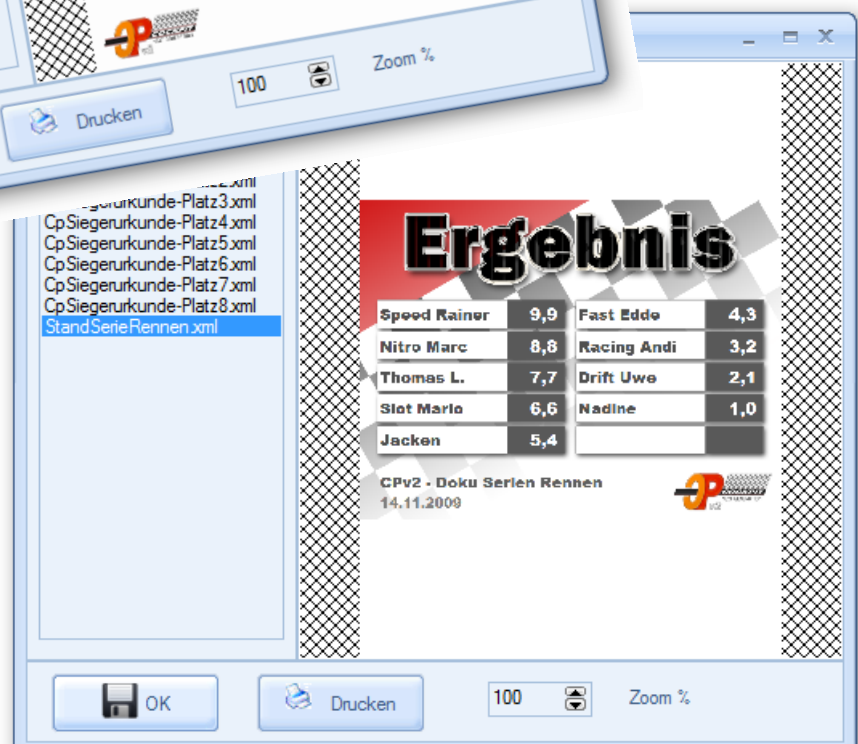 100
Zoom %
Drucken
CpSiegerurkunde-Platz3.xml
CpSiegerurkunde-Platz4.xml
CpSiegerurkunde-Platz5.xml
CpSiegerurkunde-Platz6.xml
CpSiegerurkunde-Platz7.xml
CpSiegerurkunde-Platz8.xml
StandSerieRennen.xml
Ergebnis
Speed Rainer 9,9 Fast Edde 4,3
Nitro Marc 8,8 Racing Andi 3,2
Thomas L. 7,7 Drift Uwe 2,1
Slot Mario 6,6 Nadine 1,0
Jacken 5,4
CPv2 - Doku Serien Rennen
14.11.2009
OK
Drucken
100
Zoom %